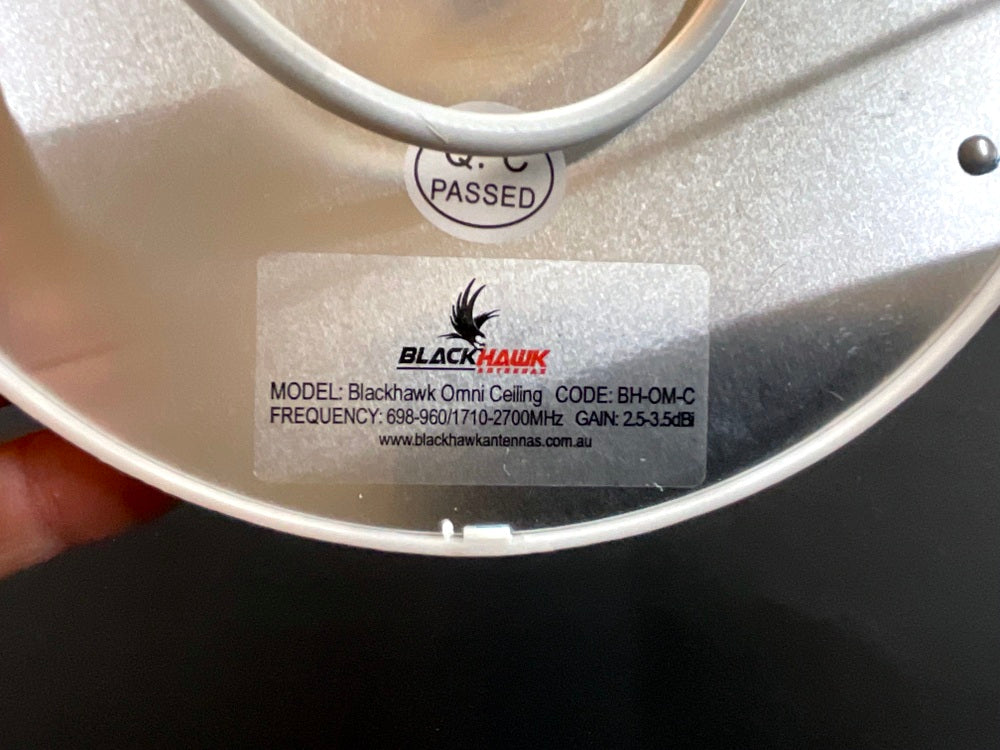 Q. C
PASSED
BLACKHAWK
ANTENNAS
MODEL: Blackhawk Omni Ceiling CODE: BH-OM-C
FREQUENCY: 698-960/1710-2700MHz GAIN: 2.5-3.5dBi
www.blackhawkantennas.com.au